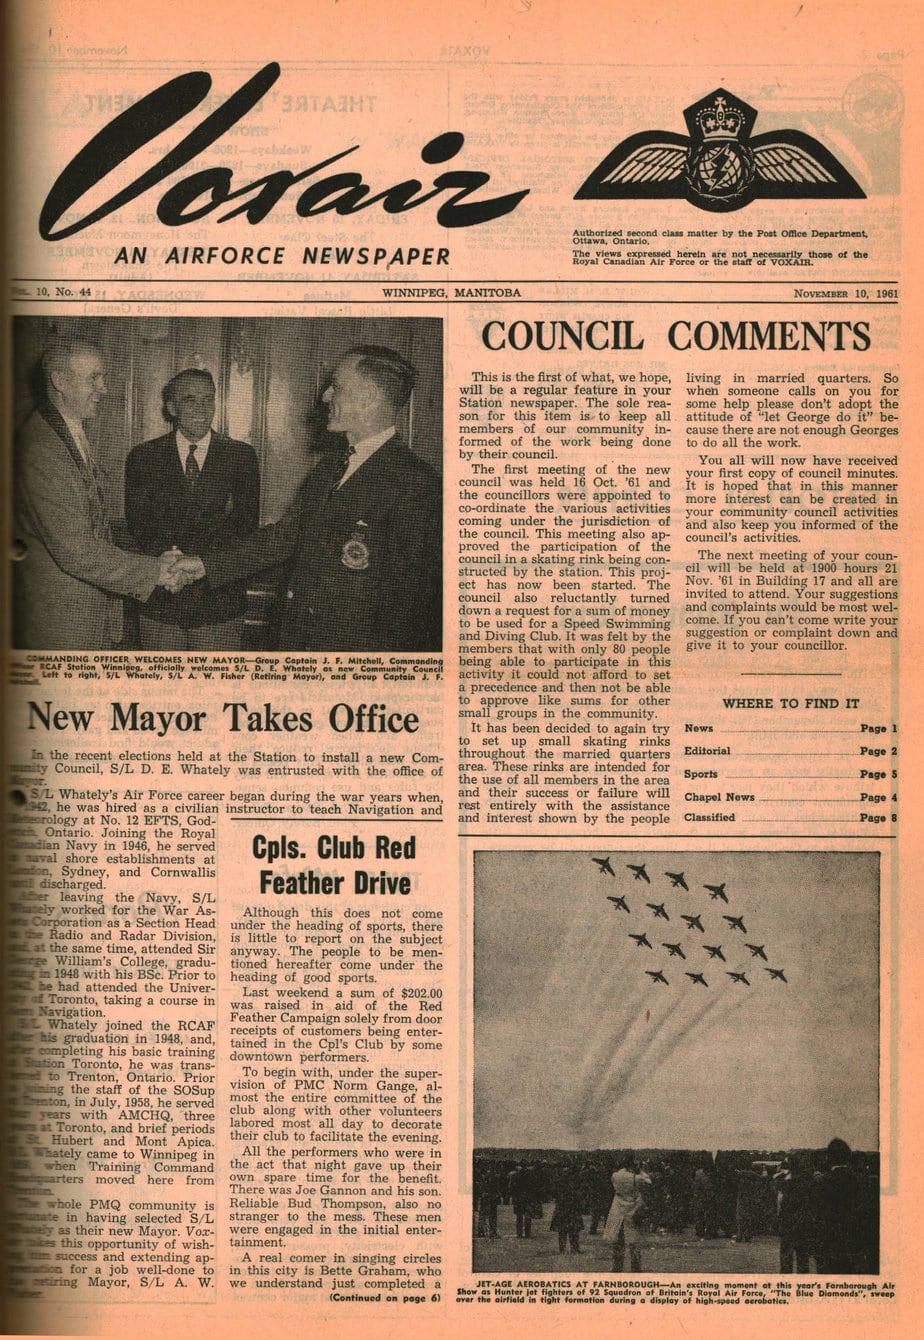 Voxair
AN AIRFORCE NEWSPAPER
Authorized second class matter by the Post Office Department,
Ottawa, Ontario.
The views expressed herein are not necessarily those of the
Royal Canadian Air Force or the staff of VOXAIR.
10, No. 44
WINNIPEG, MANITOBA
NOVEMBER 10, 1961
COMMANDING OFFICER WELCOMES NEW MAYOR—Group Captain J. F. Mitchell, Commanding
RCAF Station Winnipeg, officially welcomes S/L D. E. Whately as new Community Council
Left to right, S/L Whately, S/L A. W. Fisher (Retiring Mayor), and Group Captain J. F.
New Mayor Takes Office
In the recent elections held at the Station to install a new Com-
Council, S/L D. E. Whately was entrusted with the office of
S/L Whately's Air Force career began during the war years when,
he was hired as a civilian instructor to teach Navigation and
at No. 12 EFTS, God-
Ontario. Joining the Royal
Navy in 1946, he served
shore establishments at
Sydney, and Cornwallis
discharged.
leaving the Navy, S/L
worked for the War As-
Corporation as a Section Head
Radio and Radar Division,
at the same time, attended Sir
William's College, gradu-
in 1948 with his BSc. Prior to
he had attended the Univer-
of Toronto, taking a course in
Navigation.
Whately joined the RCAF
his graduation in 1948, and,
completing his basic training
Station Toronto, he was trans-
to Trenton, Ontario. Prior
the staff of the SOSup
in July, 1958, he served
years with AMCHQ, three
at Toronto, and brief periods
Hubert and Mont Apica.
came to Winnipeg in
when Training Command
moved here from
whole PMQ community is
in having selected S/L
as their new Mayor. Vox-
this opportunity of wish-
success and extending ap-
for a job well-done to
Mayor, S/L A. W.
Cpls. Club Red
Feather Drive
Although this does not come
under the heading of sports, there
is little to report on the subject
anyway. The people to be men-
tioned hereafter come under the
heading of good sports.
Last weekend a sum of $202.00
was raised in aid of the Red
Feather Campaign solely from door
receipts of customers being enter-
tained in the Cpl's Club by some
downtown performers.
To begin with, under the super-
vision of PMC Norm Gange, al-
most the entire committee of the
club along with other volunteers
labored most all day to decorate
their club to facilitate the evening.
All the performers who were in
the act that night gave up their
own spare time for the benefit.
There was Joe Gannon and his son.
Reliable Bud Thompson, also no
stranger to the mess. These men
were engaged in the initial enter-
tainment.
A real comer in singing circles
in this city is Bette Graham, who
we understand just completed a
(Continued on page 6)
COUNCIL COMMENTS
This is the first of what, we hope,
will be a regular feature in your
Station newspaper. The sole rea-
son for this item is to keep all
members of our community in-
formed of the work being done
by their council.
The first meeting of the new
council was held 16 Oct. '61 and
the councillors were appointed to
co-ordinate the various activities
coming under the jurisdiction of
the council. This meeting also ap-
proved the participation of the
council in a skating rink being con-
structed by the station. This proj-
ect has now been started. The
council also reluctantly turned
down a request for a sum of money
to be used for a Speed Swimming
and Diving Club. It was felt by the
members that with only 80 people
being able to participate in this
activity it could not afford to set
a precedence and then not be able
to approve like sums for other
small groups in the community.
It has been decided to again try
to set up small skating rinks
throughout the married quarters
area. These rinks are intended for
the use of all members in the area
and their success or failure will
rest entirely with the assistance
and interest shown by the people
living in married quarters. So
when someone calls on you for
some help please don't adopt the
attitude of "let George do it" be-
cause there are not enough Georges
to do all the work.
You all will now have received
your first copy of council minutes.
It is hoped that in this manner
more interest can be created in
your community council activities
and also keep you informed of the
council's activities.
The next meeting of your coun-
cil will be held at 1900 hours 21
Nov. '61 in Building 17 and all are
invited to attend. Your suggestions
and complaints would be most wel-
come. If you can't come write your
suggestion or complaint down and
give it to your councillor.
WHERE TO FIND IT
News Page 1
Editorial Page 2
Sports Page 5
Chapel News Page 4
Classified Page 8
JET-AGE AEROBATICS AT FARNBOROUGH—An exciting moment at this year's Farnborough Air
Show as Hunter jet fighters of 92 Squadron of Britain's Royal Air Force, "The Blue Diamonds", sweep
over the airfield in tight formation during a display of high-speed aerobatics.